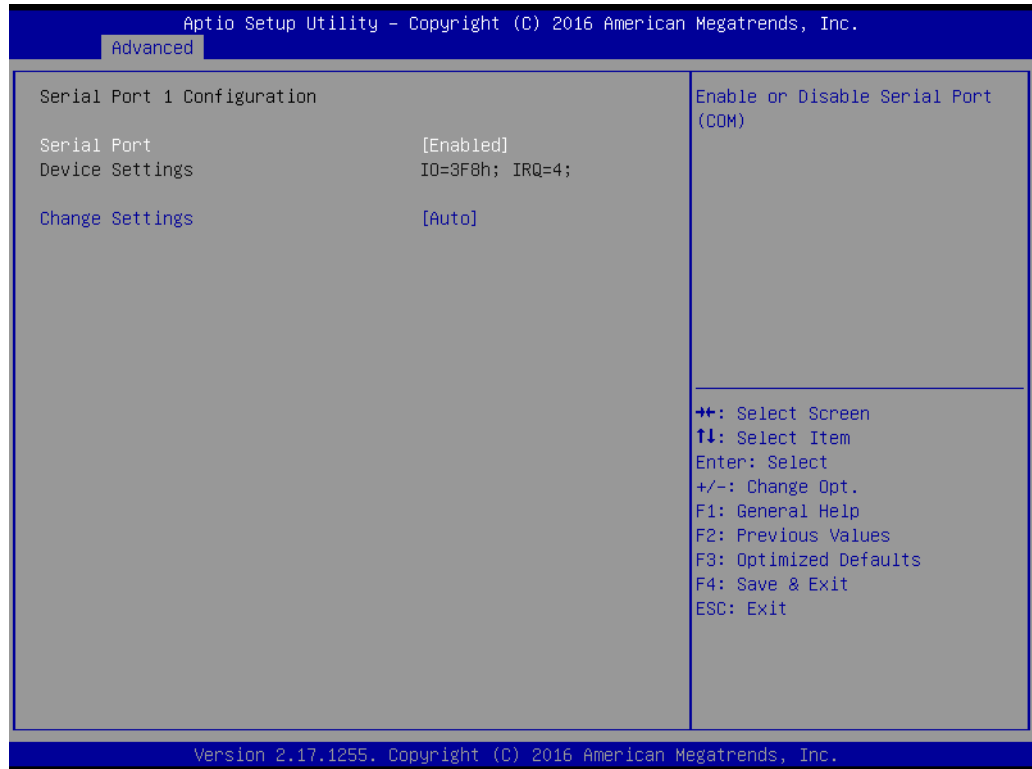 Aptio Setup Utility – Copyright (C) 2016 American Megatrends, Inc.
Advanced
Serial Port 1 Configuration
Serial Port [Enabled]
Device Settings IO=3F8h; IRQ=4;
Change Settings [Auto]
Enable or Disable Serial Port
(COM)
→←: Select Screen
↑↓: Select Item
Enter: Select
+/-: Change Opt.
F1: General Help
F2: Previous Values
F3: Optimized Defaults
F4: Save & Exit
ESC: Exit
Version 2.17.1255. Copyright (C) 2016 American Megatrends, Inc.